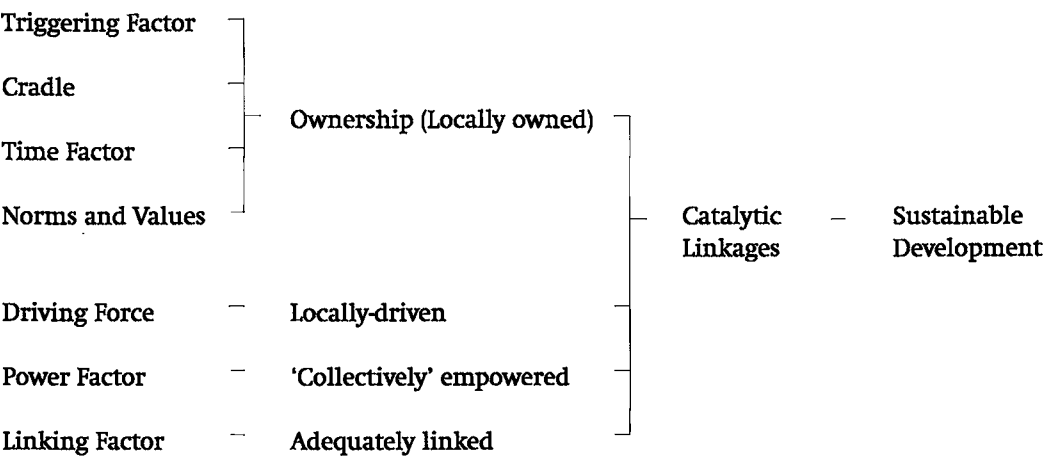 Triggering Factor
Cradle
Ownership (Locally owned)
Time Factor
Norms and Values
Catalytic Linkages
Sustainable Development
Driving Force
Locally-driven
Power Factor
‘Collectively’ empowered
Linking Factor
Adequately linked